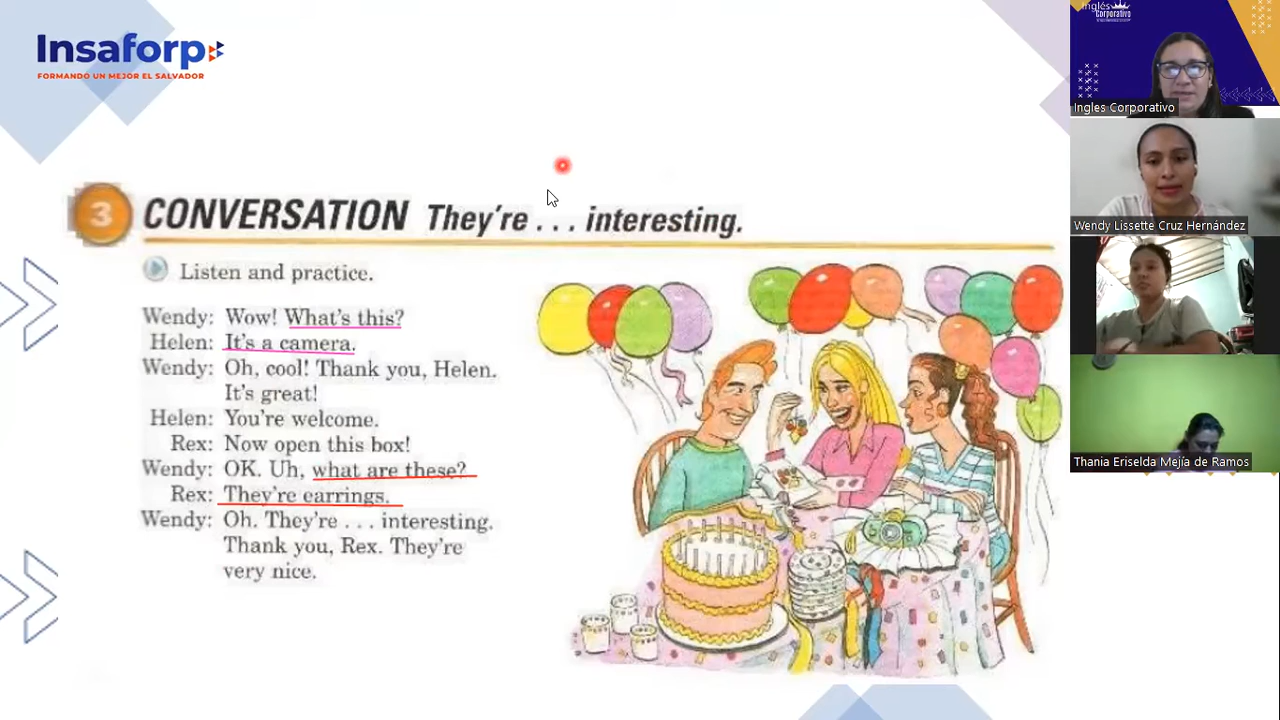 Insaforp
FORMANDO UN MEJOR EL SALVADOR
3 CONVERSATION They're . . . interesting.
Listen and practice.
Wendy: Wow! What's this?
Helen: It's a camera.
Wendy: Oh, cool! Thank you, Helen.
It's great!
Helen: You're welcome.
Rex: Now open this box!
Wendy: OK. Uh, what are these?
Rex: They're earrings.
Wendy: Oh. They're . . . interesting.
Thank you, Rex. They're
very nice.
Inglés
Corporativo
Ingles Corporativo
Wendy Lissette Cruz Hernández
Thania Eriselda Mejía de Ramos